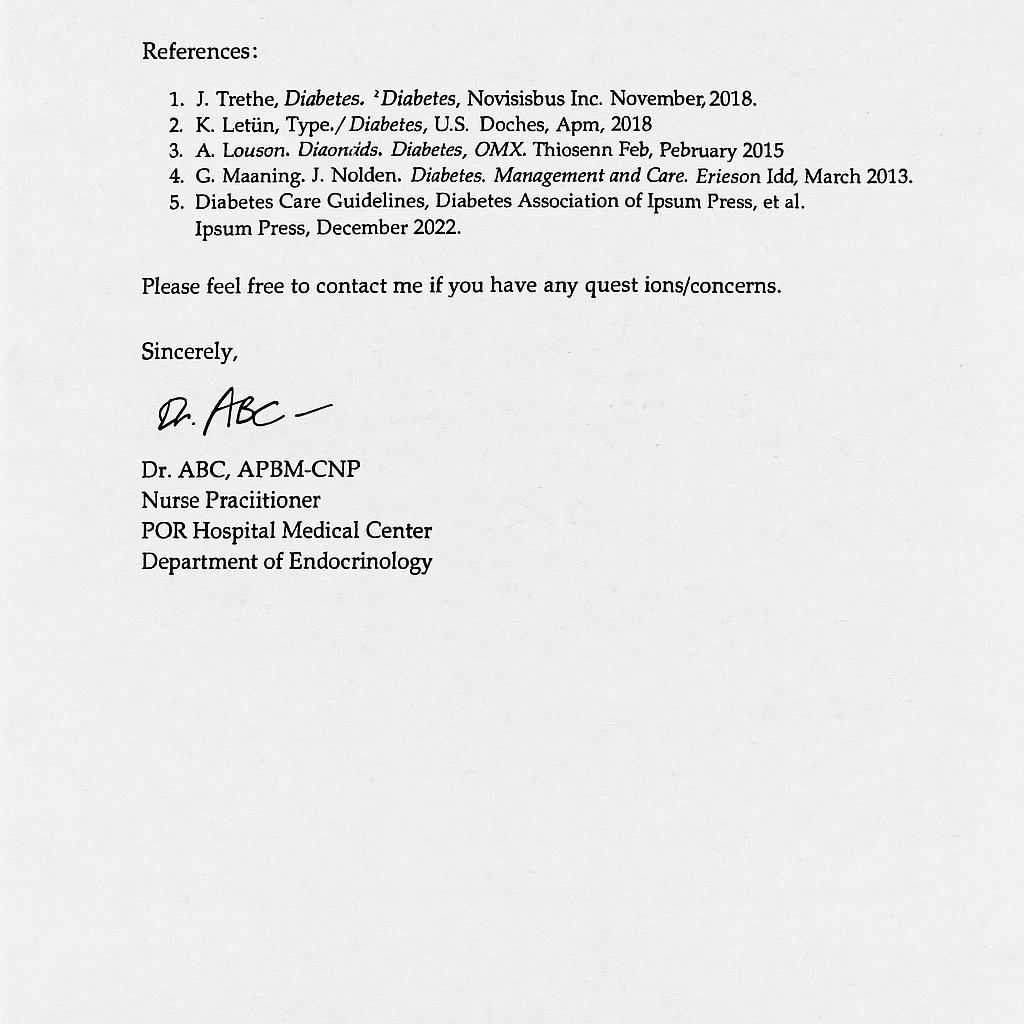 References:
1. J. Trethe, Diabetes. ²Diabetes, Novisisbus Inc. November, 2018.
2. K. Letün, Type./Diabetes, U.S. Doches, Apm, 2018
3. A. Louson. Diabetes, OMX. Thiosenn Feb, Pebruary 2015
4. G. Maaning. J. Nolden. Diabetes. Management and Care. Erieson Idd, March 2013.
5. Diabetes Care Guidelines, Diabetes Association of Ipsum Press, et al.
Ipsum Press, December 2022.
Please feel free to contact me if you have any quest ions/concerns.
Sincerely,
Dr. ABC
Dr. ABC, APBM-CNP
Nurse Praciitioner
POR Hospital Medical Center
Department of Endocrinology